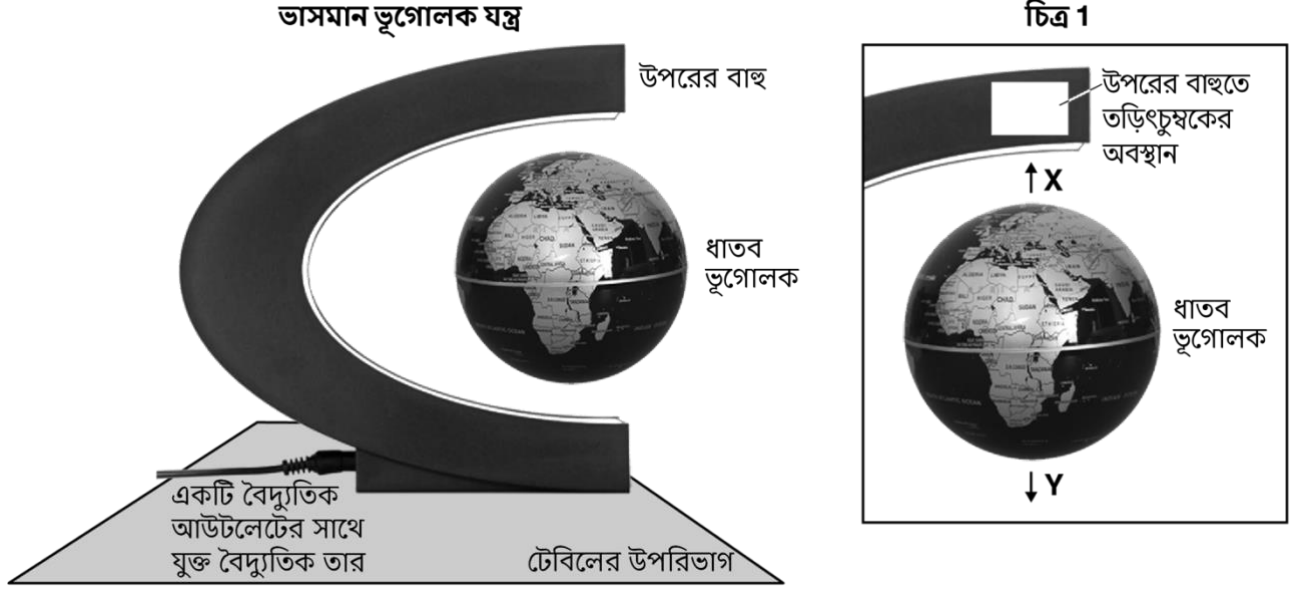 ভাসমান ভূগোলক যন্ত্র
উপরের বাহু
ধাতব
ভূগোলক
একটি বৈদ্যুতিক
আউটলেটের সাথে
যুক্ত বৈদ্যুতিক তার
টেবিলের উপরিভাগ
চিত্র 1
উপরের বাহুতে
তড়িৎচুম্বকের
অবস্থান
X
ধাতব
ভূগোলক
Y